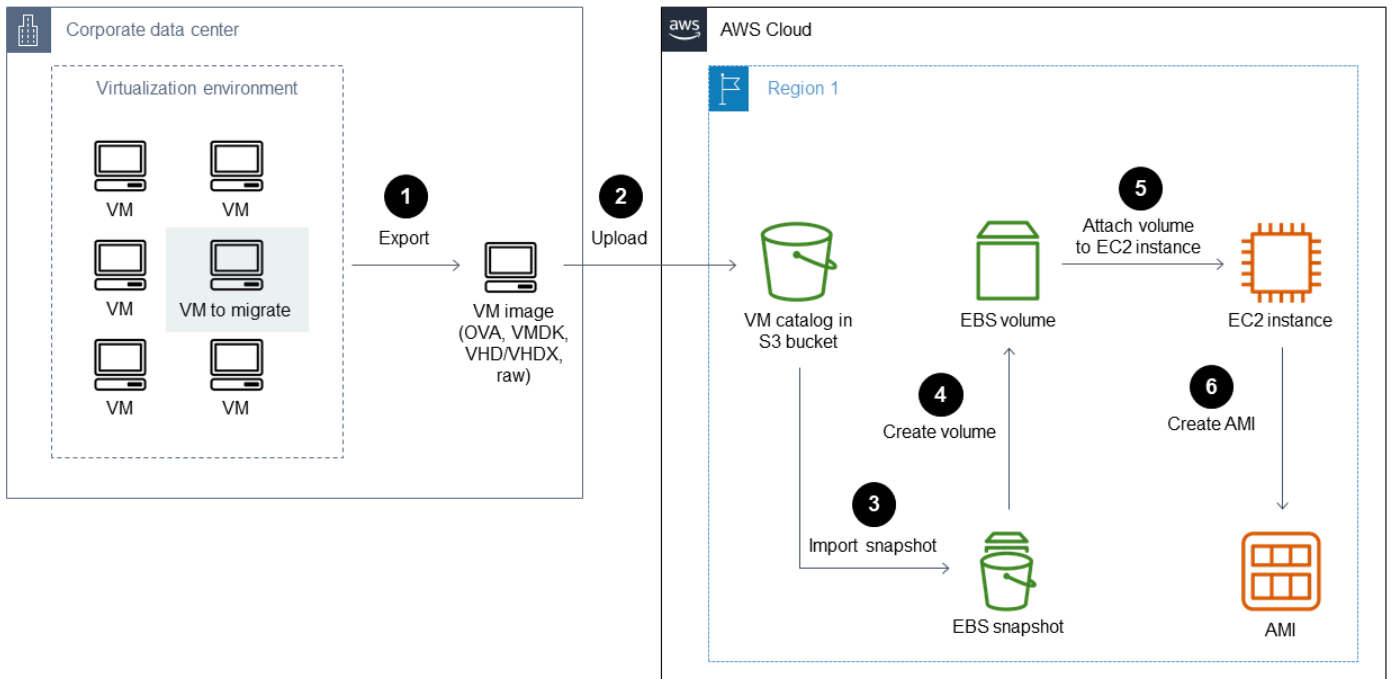 Corporate data center
Virtualization environment
VM
VM
VM
VM to migrate
VM
VM
1
Export
VM image
(OVA, VMDK,
VHD/VHDX,
raw)
2
Upload
aws
AWS Cloud
Region 1
VM catalog in
S3 bucket
3
Import snapshot
EBS snapshot
4
Create volume
EBS volume
5
Attach volume
to EC2 instance
EC2 instance
6
Create AMI
AMI